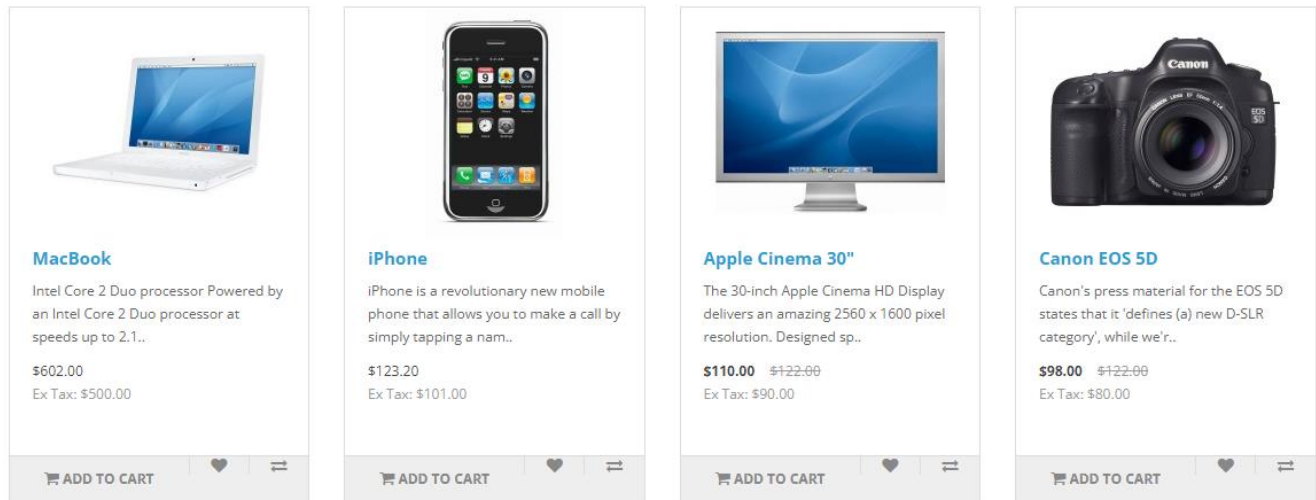 Canon
EOS
5D
MacBook
Intel Core 2 Duo processor Powered by
an Intel Core 2 Duo processor at
speeds up to 2.1..
$602.00
Ex Tax: $500.00
ADD TO CART
iPhone
iPhone is a revolutionary new mobile
phone that allows you to make a call by
simply tapping a nam..
$123.20
Ex Tax: $101.00
ADD TO CART
Apple Cinema 30"
The 30-inch Apple Cinema HD Display
delivers an amazing 2560 x 1600 pixel
resolution. Designed sp..
$110.00 $122.00
Ex Tax: $90.00
ADD TO CART
Canon EOS 5D
Canon's press material for the EOS 5D
states that it 'defines (a) new D-SLR
category', while we'r..
$98.00 $122.00
Ex Tax: $80.00
ADD TO CART